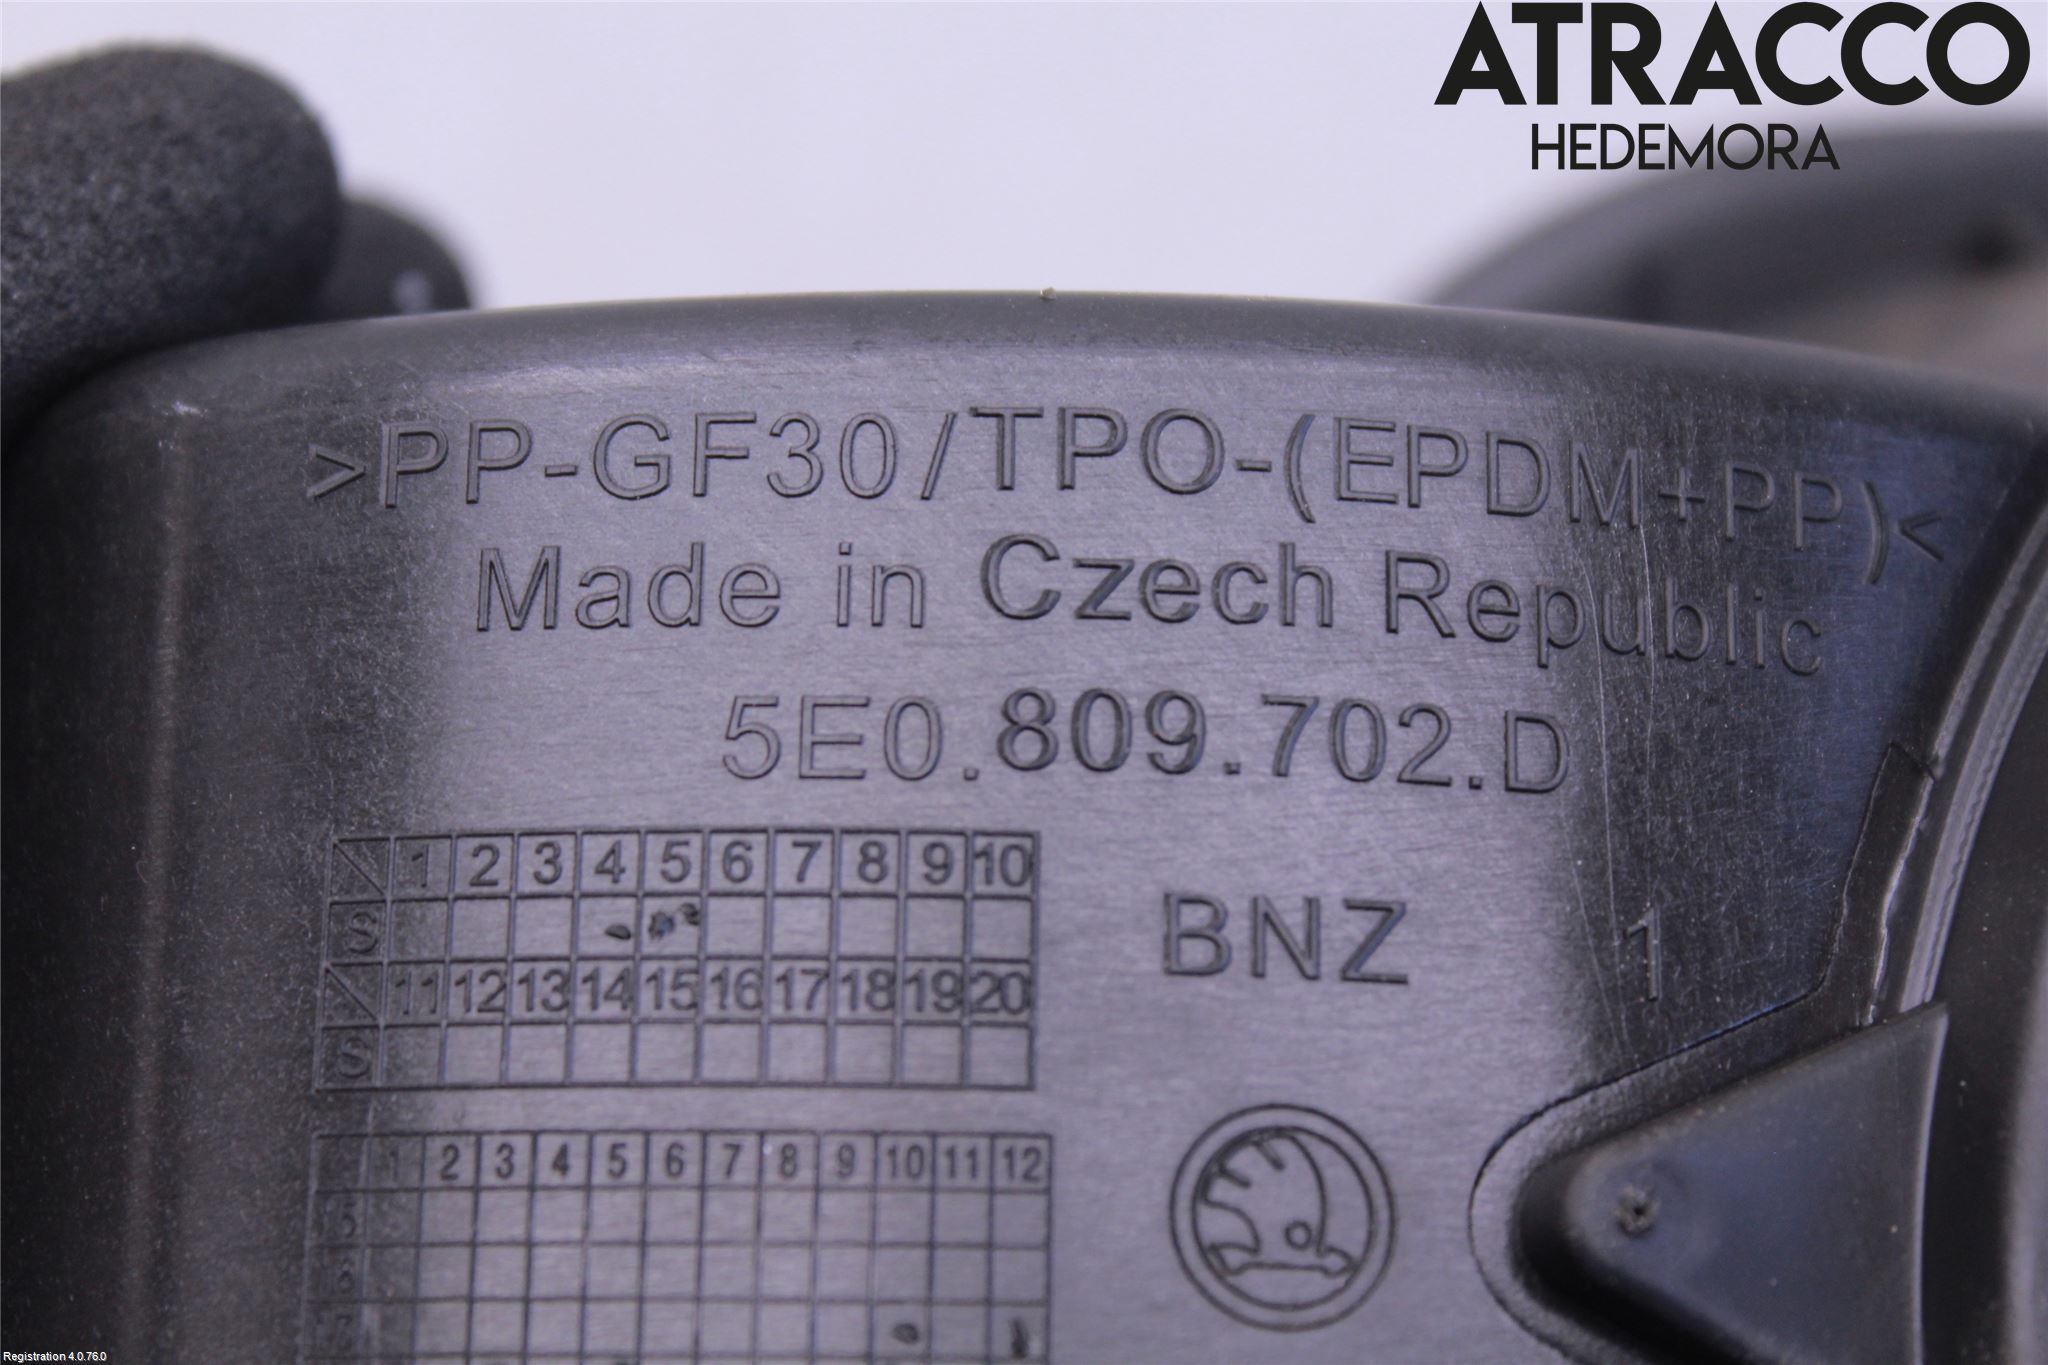 ATRACCO
HEDEMORA
>PP-GF30/TPO-(EPDM+PP)<
Made in Czech Republic
5E0.809.702.D
1 2 3 4 5 6 7 8 9 10
S
11 12 13 14 15 16 17 18 19 20
S
BNZ 1
1 2 3 4 5 6 7 8 9 10 11 12
Registration 4.0.76.0